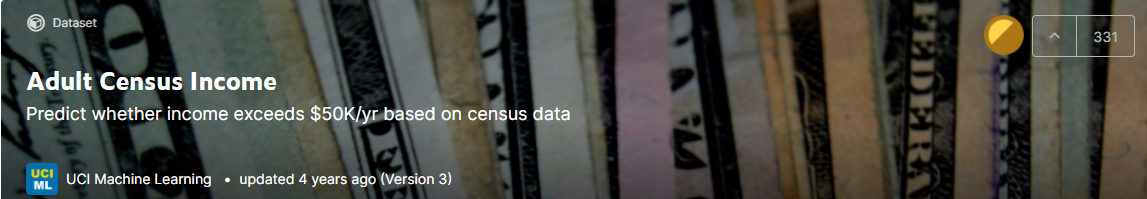 Dataset
331
Adult Census Income
Predict whether income exceeds $50K/yr based on census data
UCI
ML
UCI Machine Learning • updated 4 years ago (Version 3)
FEDERA